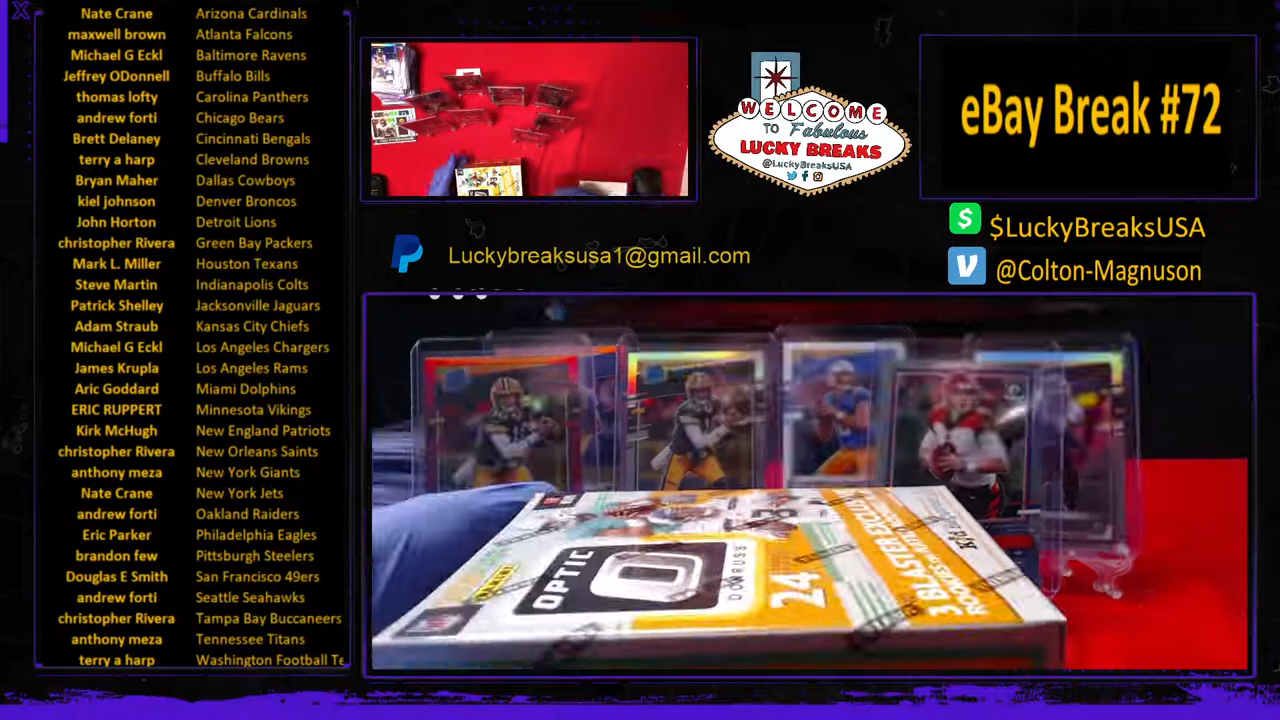 Nate Crane Arizona Cardinals
maxwell brown Atlanta Falcons
Michael G Eckl Baltimore Ravens
Jeffrey ODonnell Buffalo Bills
thomas lofty Carolina Panthers
andrew forti Chicago Bears
Brett Delaney Cincinnati Bengals
terry a harp Cleveland Browns
Bryan Maher Dallas Cowboys
kiel johnson Denver Broncos
John Horton Detroit Lions
christopher Rivera Green Bay Packers
Mark L. Miller Houston Texans
Steve Martin Indianapolis Colts
Patrick Shelley Jacksonville Jaguars
Adam Straub Kansas City Chiefs
Michael G Eckl Los Angeles Chargers
James Krupla Los Angeles Rams
Aric Goddard Miami Dolphins
ERIC RUPPERT Minnesota Vikings
Kirk McHugh New England Patriots
christopher Rivera New Orleans Saints
anthony meza New York Giants
Nate Crane New York Jets
andrew forti Oakland Raiders
Eric Parker Philadelphia Eagles
brandon few Pittsburgh Steelers
Douglas E Smith San Francisco 49ers
andrew forti Seattle Seahawks
christopher Rivera Tampa Bay Buccaneers
anthony meza Tennessee Titans
terry a harp Washington Football Te
WELCOME
TO Fabulous
LUCKY BREAKS
@LuckyBreaksUSA
eBay Break #72
$LuckyBreaksUSA
@Colton-Magnuson
Luckybreaksusa1@gmail.com
PANINI
OPTIC
DONRUSS
24
3 BLASTER